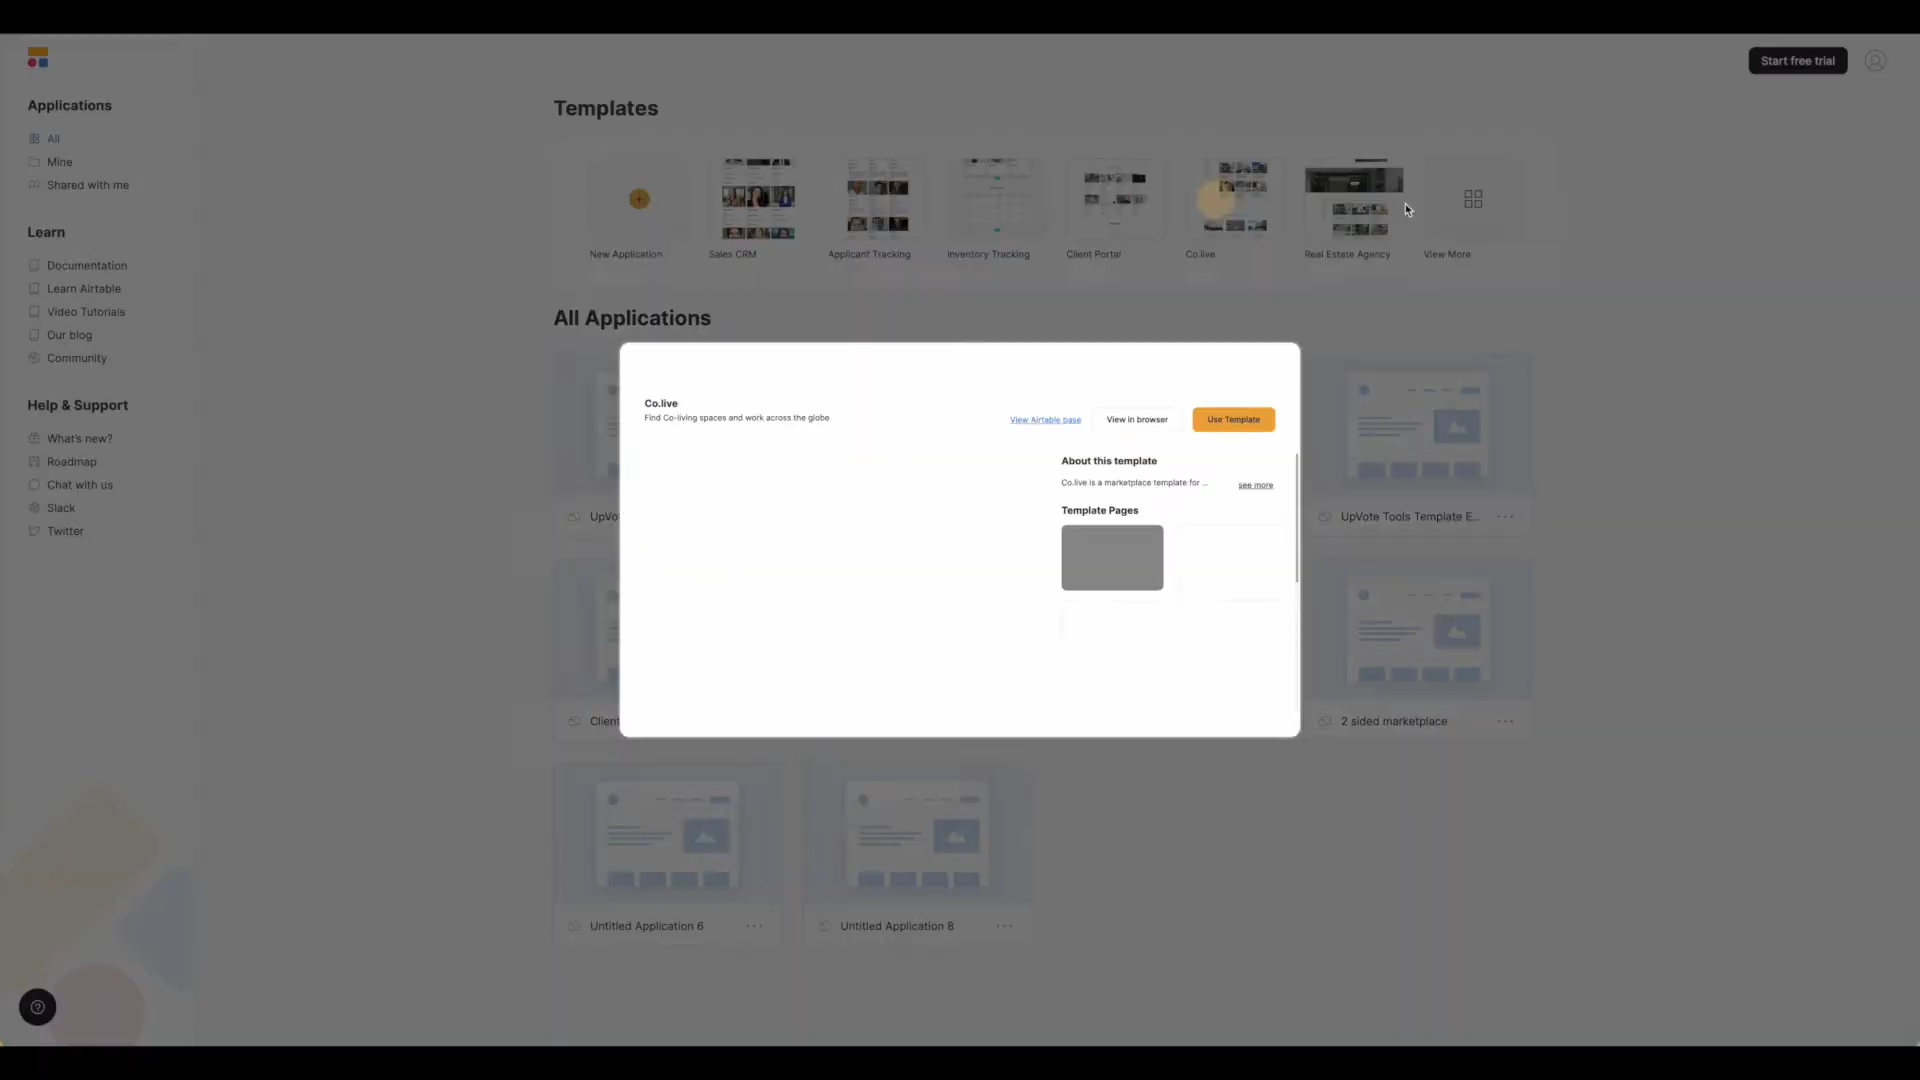 Start free trial
Applications
All
Mine
Shared with me
Learn
Documentation
Learn Airtable
Video Tutorials
Our blog
Community
Help & Support
What's new?
Roadmap
Chat with us
Slack
Twitter
Templates
New Application
Sales CRM
Applicant Tracking
Inventory Tracking
Client Portal
Co.live
Real Estate Agency
View More
All Applications
Co.live
Find Co-living spaces and work across the globe
View Airtable base
View in browser
Use Template
About this template
Co.live is a marketplace template for ...
see more
Template Pages
UpVo
UpVote Tools Template E...
Client
2 sided marketplace
Untitled Application 6
Untitled Application 8